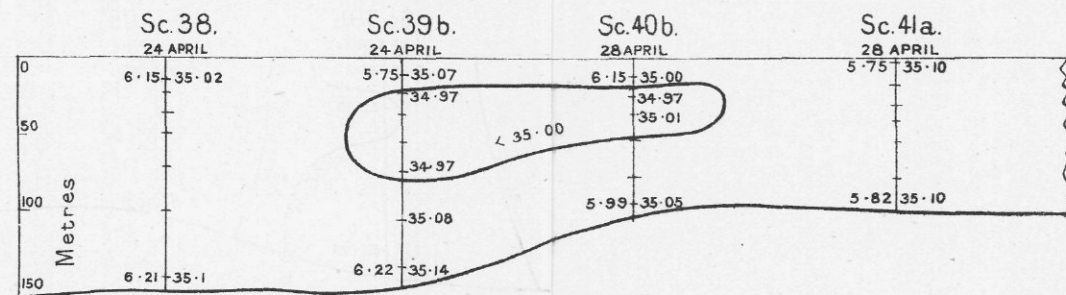 Sc.38. Sc.39b. Sc.40b. Sc.41a.
24 APRIL 24 APRIL 28 APRIL 28 APRIL
0
6·15 35·02 5·75 35·07 6·15 35·00 5·75 35·10
34·97 34·97
35·01
50
< 35·00
34·97
100
5·99 35·05 5·82 35·10
35·08
Metres
6·21 35·1 6·22 35·14
150